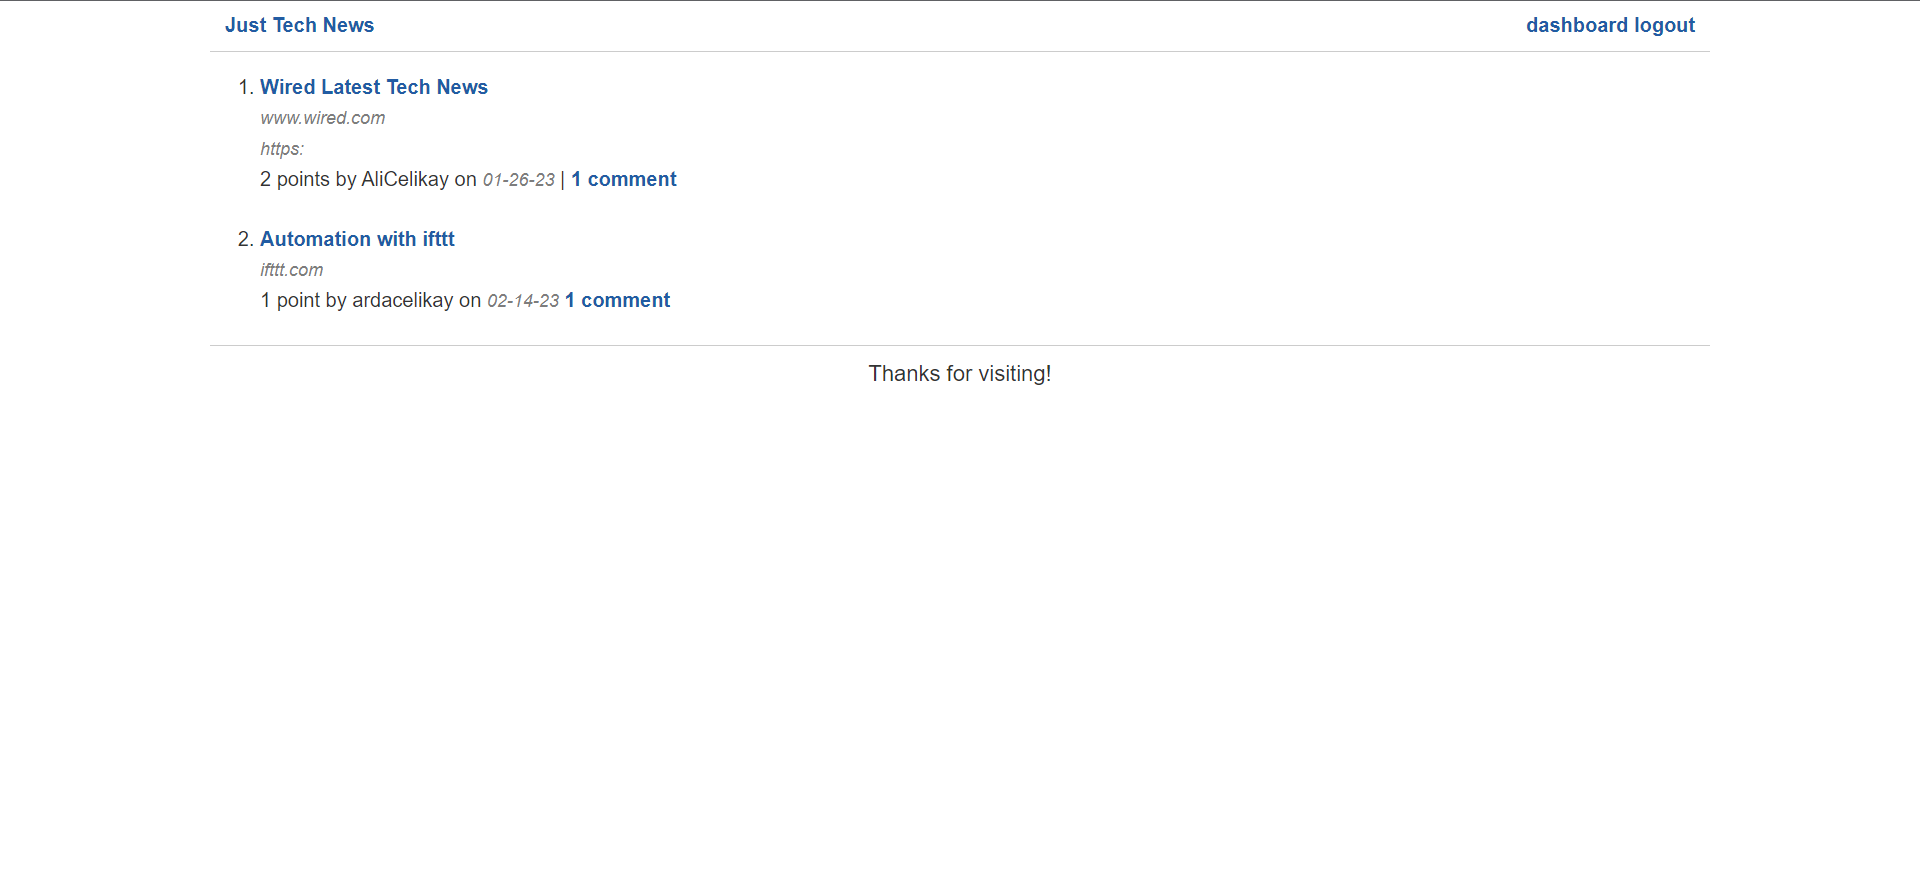 Just Tech News dashboard logout
1. Wired Latest Tech News
www.wired.com
https:
2 points by AliCelikay on 01-26-23 | 1 comment
2. Automation with ifttt
ifttt.com
1 point by ardacelikay on 02-14-23 1 comment
Thanks for visiting!